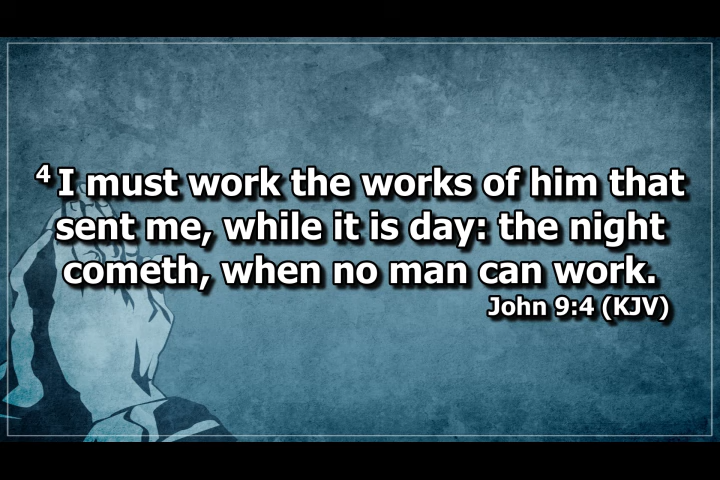 4 I must work the works of him that
sent me, while it is day: the night
cometh, when no man can work.
John 9:4 (KJV)